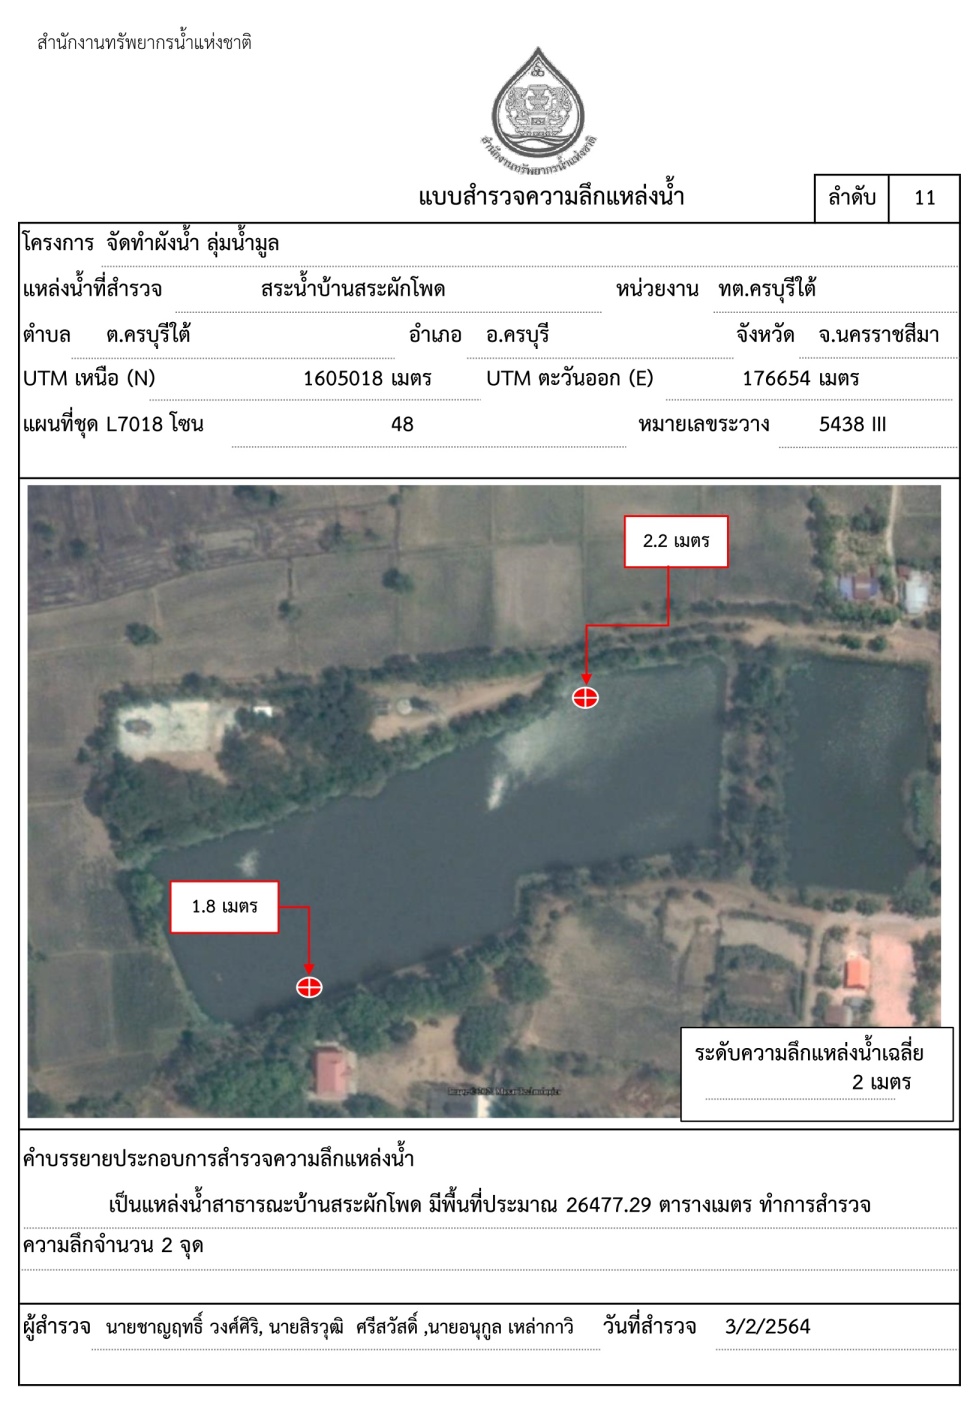 สำนักงานทรัพยากรน้ำแห่งชาติ
สำนักงานทรัพยากรน้ำแห่งชาติ
แบบสำรวจความลึกแหล่งน้ำ
ลำดับ 11
โครงการ จัดทำผังน้ำ ลุ่มน้ำมูล
แหล่งน้ำที่สำรวจ สระน้ำบ้านสระผักโพด หน่วยงาน ทต.ครบุรีใต้
ตำบล ต.ครบุรีใต้ อำเภอ อ.ครบุรี จังหวัด จ.นครราชสีมา
UTM เหนือ (N) 1605018 เมตร UTM ตะวันออก (E) 176654 เมตร
แผนที่ชุด L7018 โซน 48 หมายเลขระวาง 5438 III
2.2 เมตร
1.8 เมตร
ระดับความลึกแหล่งน้ำเฉลี่ย
2 เมตร
คำบรรยายประกอบการสำรวจความลึกแหล่งน้ำ
เป็นแหล่งน้ำสาธารณะบ้านสระผักโพด มีพื้นที่ประมาณ 26477.29 ตารางเมตร ทำการสำรวจ
ความลึกจำนวน 2 จุด
ผู้สำรวจ นายชาญฤทธิ์ วงศ์ศิริ, นายสิรวุฒิ ศรีสวัสดิ์ ,นายอนุกูล เหล่ากาวิ วันที่สำรวจ 3/2/2564